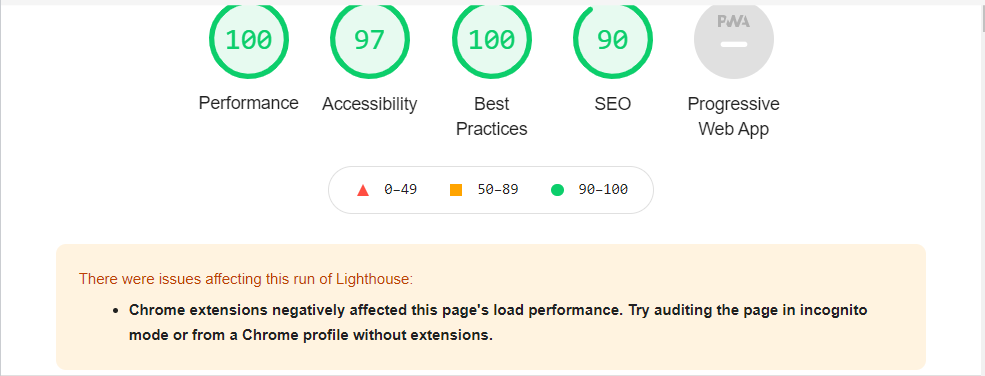 100 97 100 90 PWA
Performance Accessibility Best Practices SEO Progressive Web App
0–49 50–89 90–100
There were issues affecting this run of Lighthouse:
• Chrome extensions negatively affected this page's load performance. Try auditing the page in incognito
mode or from a Chrome profile without extensions.